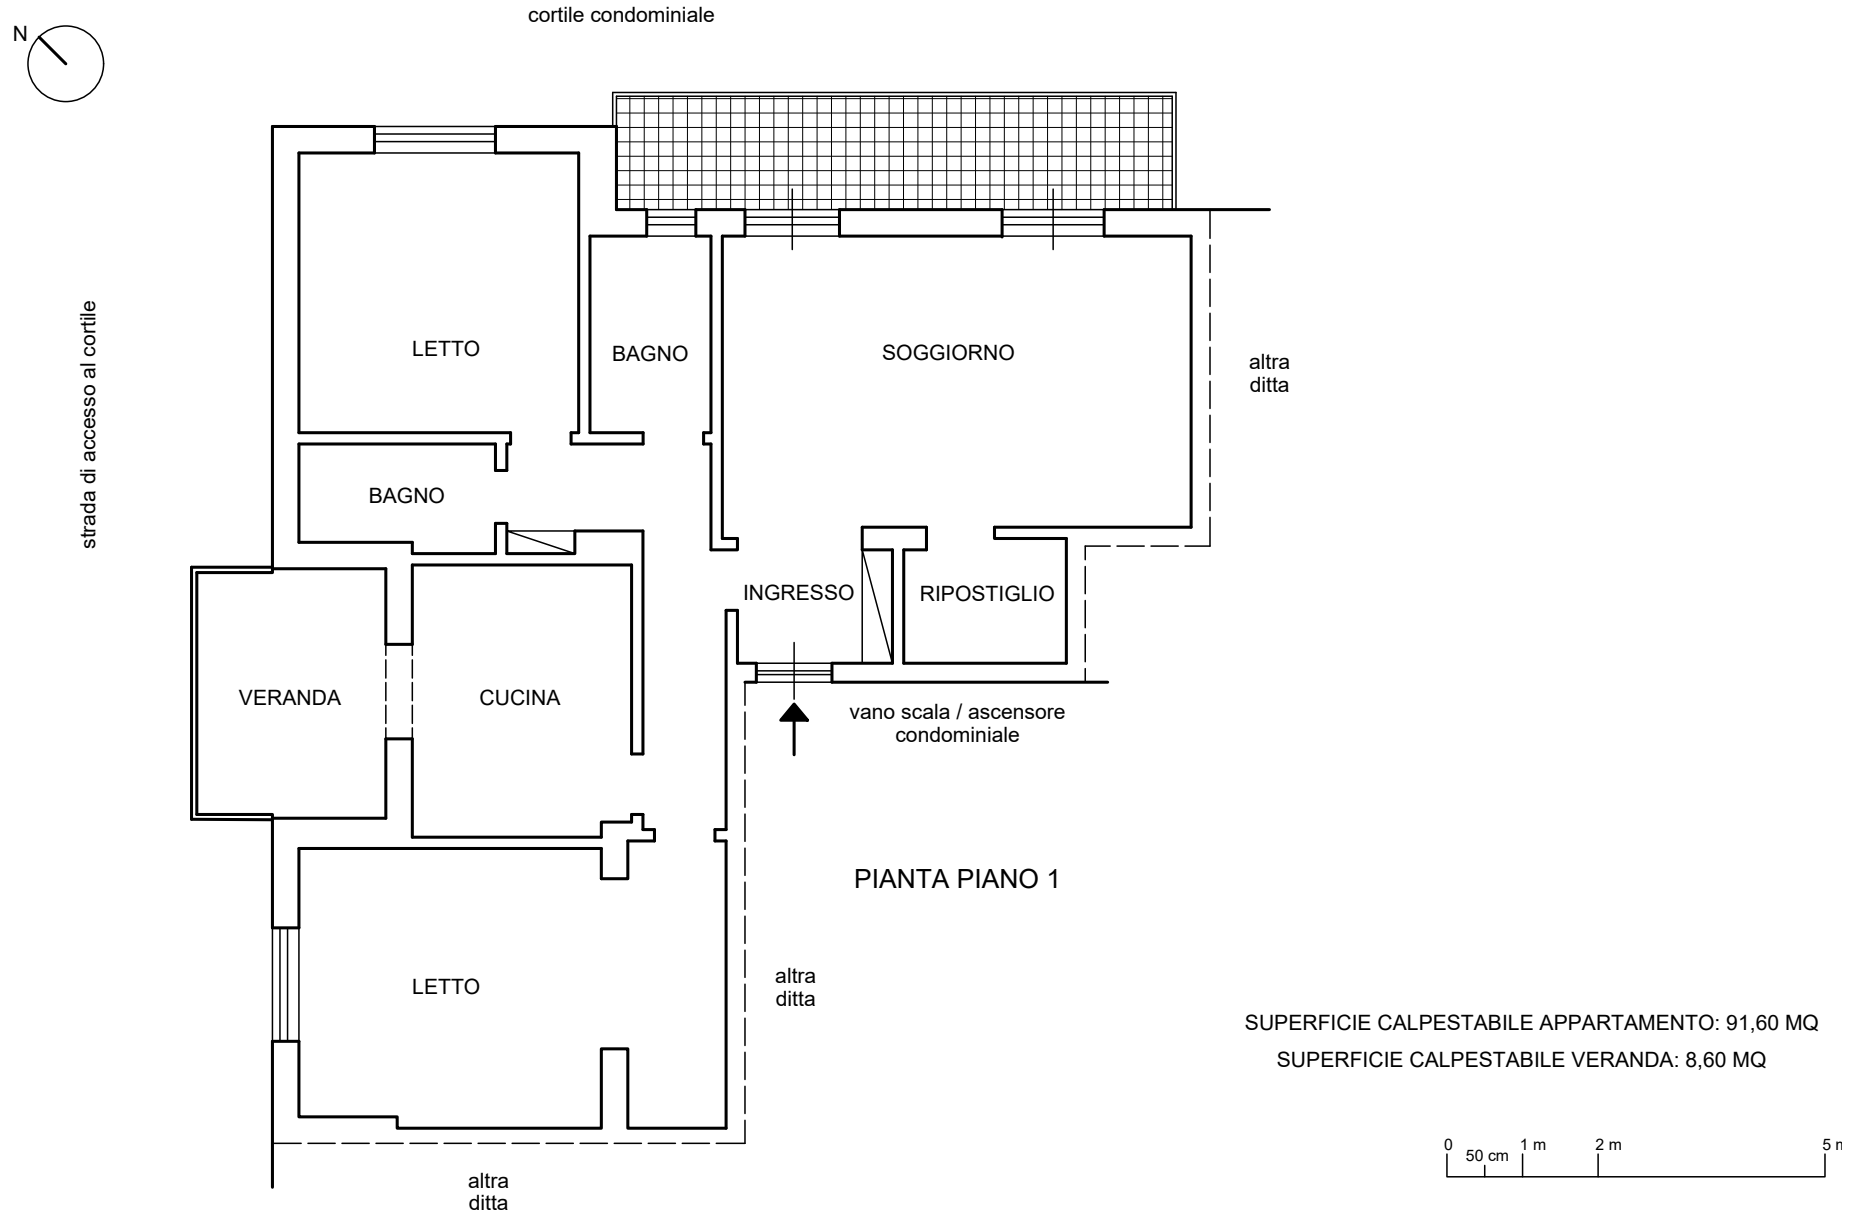 cortile condominiale
N
strada di accesso al cortile
LETTO
BAGNO
SOGGIORNO
altra
ditta
BAGNO
INGRESSO
RIPOSTIGLIO
VERANDA
CUCINA
vano scala / ascensore
condominiale
PIANTA PIANO 1
LETTO
altra
ditta
SUPERFICIE CALPESTABILE APPARTAMENTO: 91,60 MQ
SUPERFICIE CALPESTABILE VERANDA: 8,60 MQ
0
50 cm
1 m
2 m
5
altra
ditta